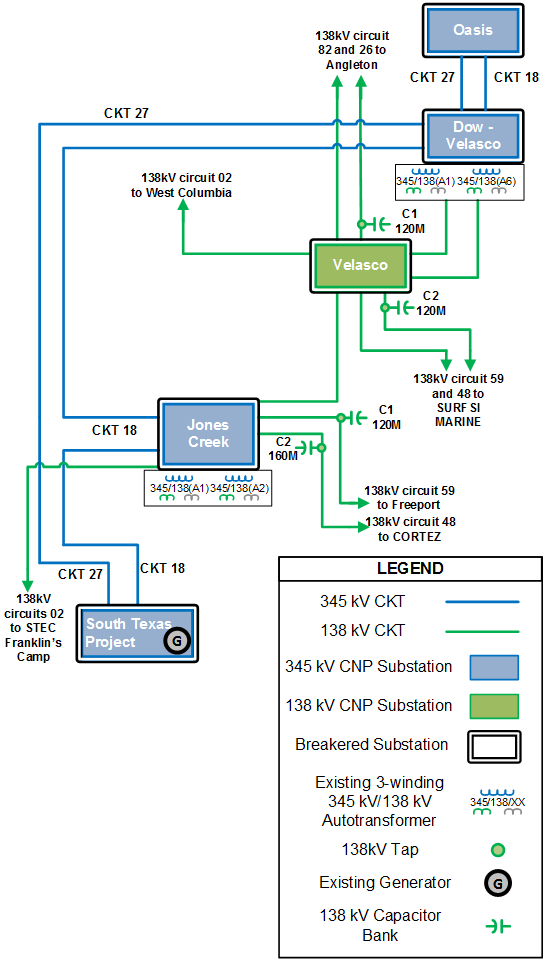 Oasis
138kV circuit
82 and 26 to
Angleton
CKT 27
CKT 18
CKT 27
Dow -
Velasco
345/138(A1)
345/138(A6)
138kV circuit 02
to West Columbia
C1
120M
Velasco
C2
120M
138kV circuit 59
and 48 to
SURF SI
MARINE
Jones
Creek
CKT 18
C1
120M
C2
160M
345/138(A1)
345/138(A2)
138kV circuit 59
to Freeport
138kV circuit 48
to CORTEZ
CKT 27
CKT 18
138kV
circuits 02
to STEC
Franklin's
Camp
South Texas
Project
G
LEGEND
345 kV CKT
138 kV CKT
345 kV CNP Substation
138 kV CNP Substation
Breakered Substation
Existing 3-winding
345 kV/138 kV
Autotransformer
345/138/XX
138kV Tap
Existing Generator
G
138 kV Capacitor
Bank